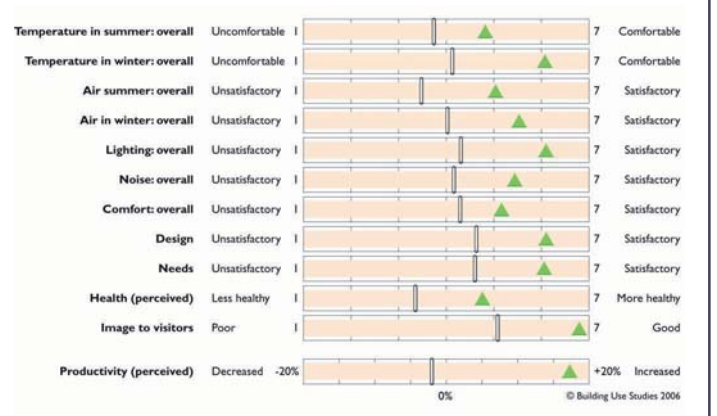 Temperature in summer: overall Uncomfortable 1 7 Comfortable
Temperature in winter: overall Uncomfortable 1 7 Comfortable
Air summer: overall Unsatisfactory 1 7 Satisfactory
Air in winter: overall Unsatisfactory 1 7 Satisfactory
Lighting: overall Unsatisfactory 1 7 Satisfactory
Noise: overall Unsatisfactory 1 7 Satisfactory
Comfort: overall Unsatisfactory 1 7 Satisfactory
Design Unsatisfactory 1 7 Satisfactory
Needs Unsatisfactory 1 7 Satisfactory
Health (perceived) Less healthy 1 7 More healthy
Image to visitors Poor 1 7 Good
Productivity (perceived) Decreased -20% +20% Increased
0% © Building Use Studies 2006